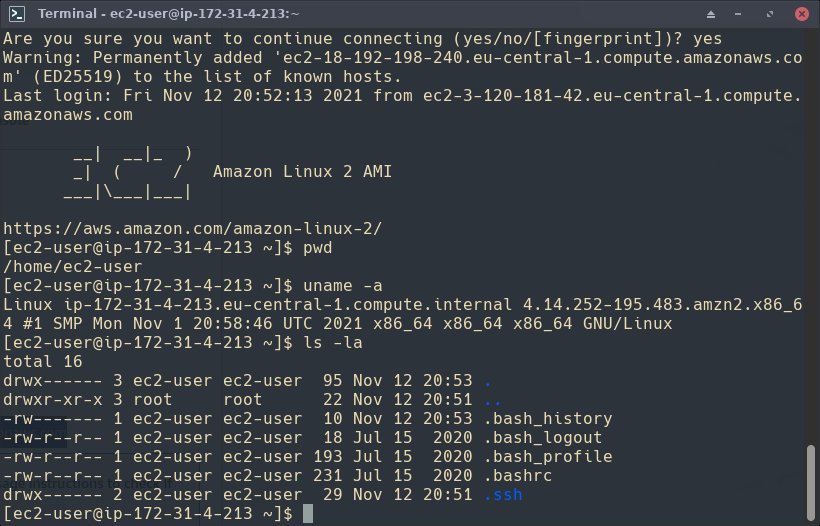 Terminal - ec2-user@ip-172-31-4-213:~
Are you sure you want to continue connecting (yes/no/[fingerprint])? yes
Warning: Permanently added 'ec2-18-192-198-240.eu-central-1.compute.amazonaws.co
m' (ED25519) to the list of known hosts.
Last login: Fri Nov 12 20:52:13 2021 from ec2-3-120-181-42.eu-central-1.compute.
amazonaws.com

       __|  __|_  )
       _|  (     /   Amazon Linux 2 AMI
      ___|\___|___|

https://aws.amazon.com/amazon-linux-2/
[ec2-user@ip-172-31-4-213 ~]$ pwd
/home/ec2-user
[ec2-user@ip-172-31-4-213 ~]$ uname -a
Linux ip-172-31-4-213.eu-central-1.compute.internal 4.14.252-195.483.amzn2.x86_6
4 #1 SMP Mon Nov 1 20:58:46 UTC 2021 x86_64 x86_64 x86_64 GNU/Linux
[ec2-user@ip-172-31-4-213 ~]$ ls -la
total 16
drwx------ 3 ec2-user ec2-user  95 Nov 12 20:53 .
drwxr-xr-x 3 root     root      22 Nov 12 20:51 ..
-rw------- 1 ec2-user ec2-user  10 Nov 12 20:53 .bash_history
-rw-r--r-- 1 ec2-user ec2-user  18 Jul 15  2020 .bash_logout
-rw-r--r-- 1 ec2-user ec2-user 193 Jul 15  2020 .bash_profile
-rw-r--r-- 1 ec2-user ec2-user 231 Jul 15  2020 .bashrc
drwx------ 2 ec2-user ec2-user  29 Nov 12 20:51 .ssh
[ec2-user@ip-172-31-4-213 ~]$